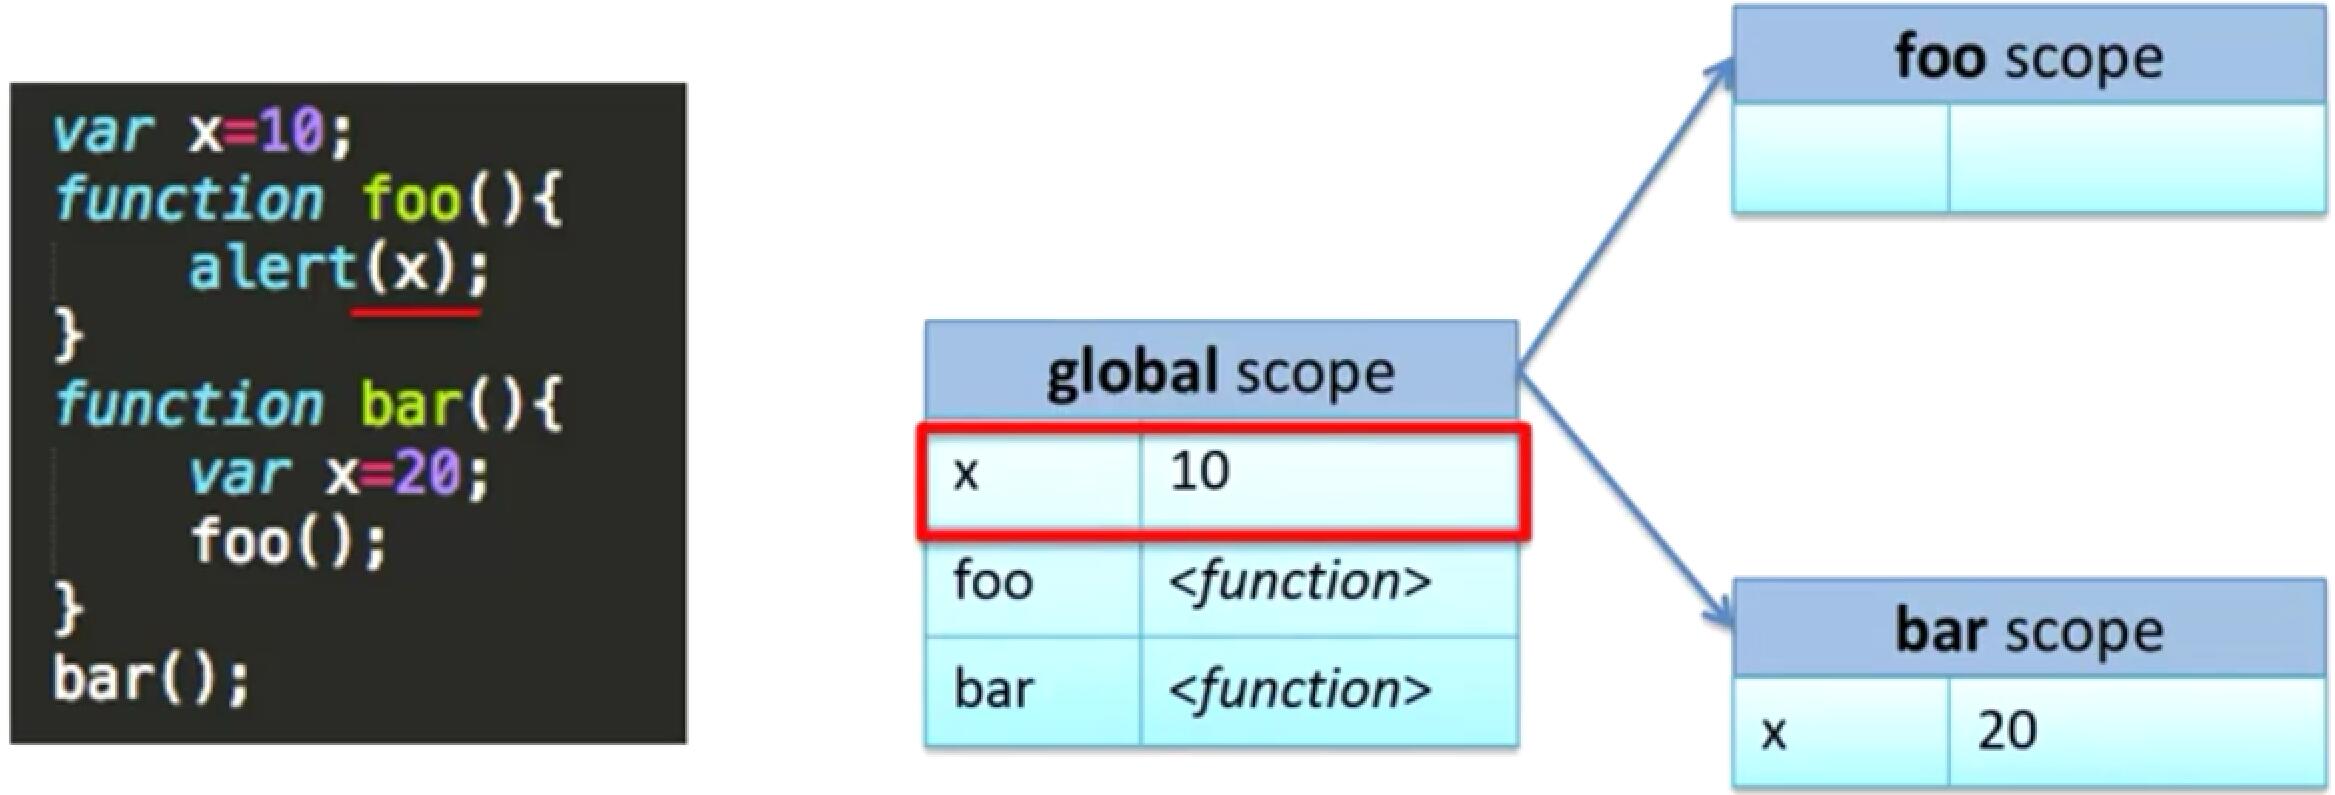 var x=10;
function foo(){
alert(x);
}
function bar(){
var x=20;
foo();
}
bar();
global scope
x 10
foo <function>
bar <function>
foo scope
bar scope
x 20